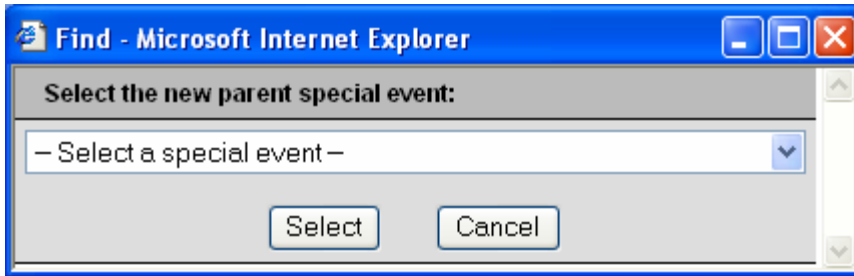 Find - Microsoft Internet Explorer
Select the new parent special event:
– Select a special event –
Select Cancel